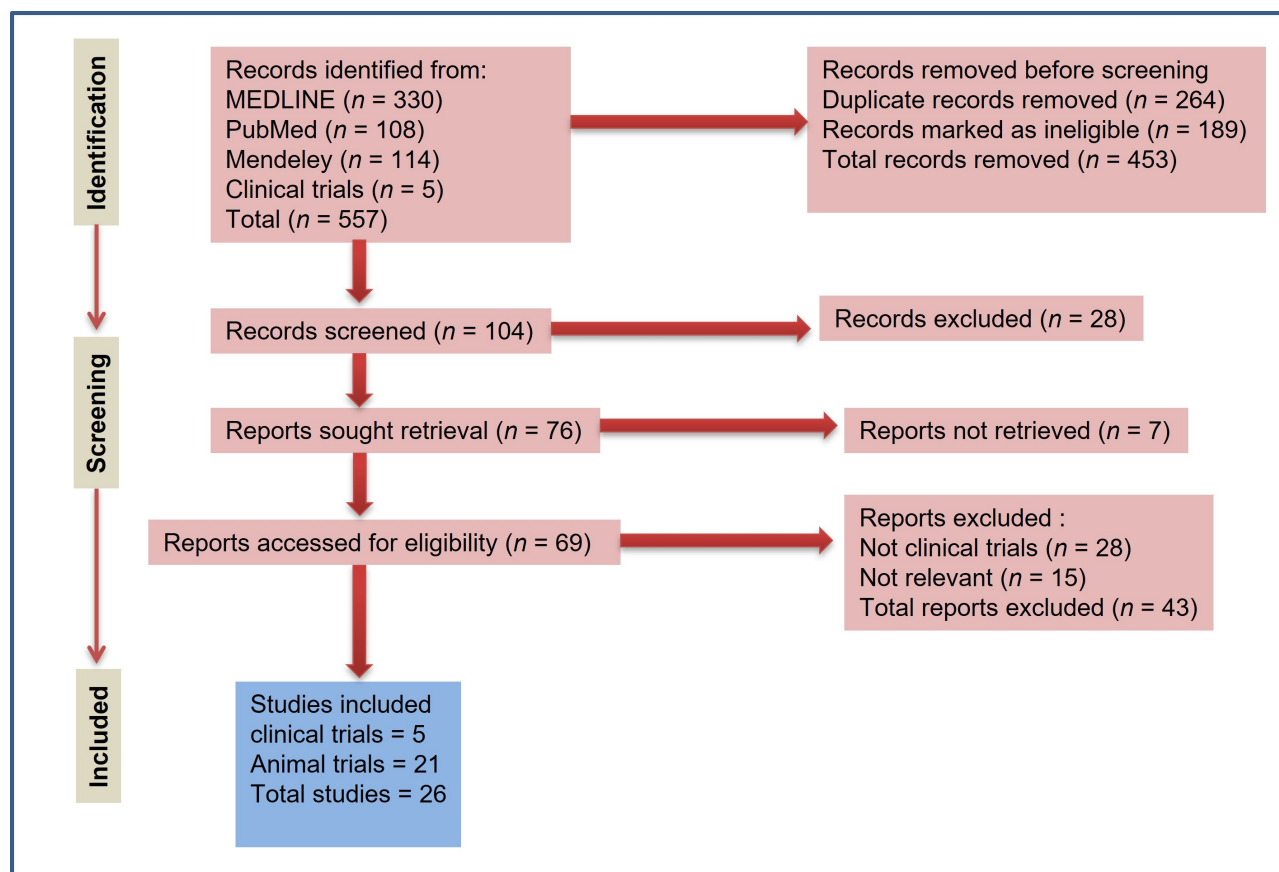 Identification
Records identified from:
MEDLINE (n = 330)
PubMed (n = 108)
Mendeley (n = 114)
Clinical trials (n = 5)
Total (n = 557)
Records removed before screening
Duplicate records removed (n = 264)
Records marked as ineligible (n = 189)
Total records removed (n = 453)
Screening
Records screened (n = 104)
Records excluded (n = 28)
Reports sought retrieval (n = 76)
Reports not retrieved (n = 7)
Reports accessed for eligibility (n = 69)
Reports excluded :
Not clinical trials (n = 28)
Not relevant (n = 15)
Total reports excluded (n = 43)
Included
Studies included
clinical trials = 5
Animal trials = 21
Total studies = 26